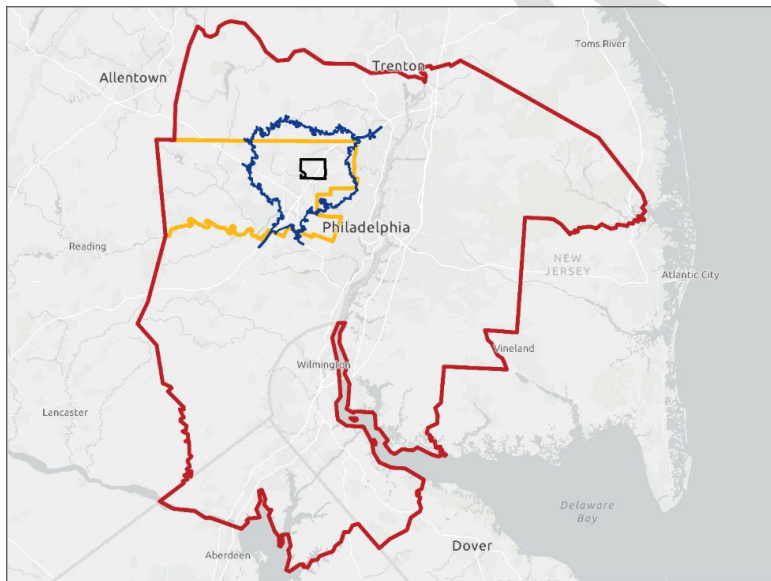 Toms River
Trenton
Allentown
Philadelphia
Reading
NEW
JERSEY
Atlantic City
Vineland
Wilmington
Lancaster
Delaware
Bay
Aberdeen
Dover